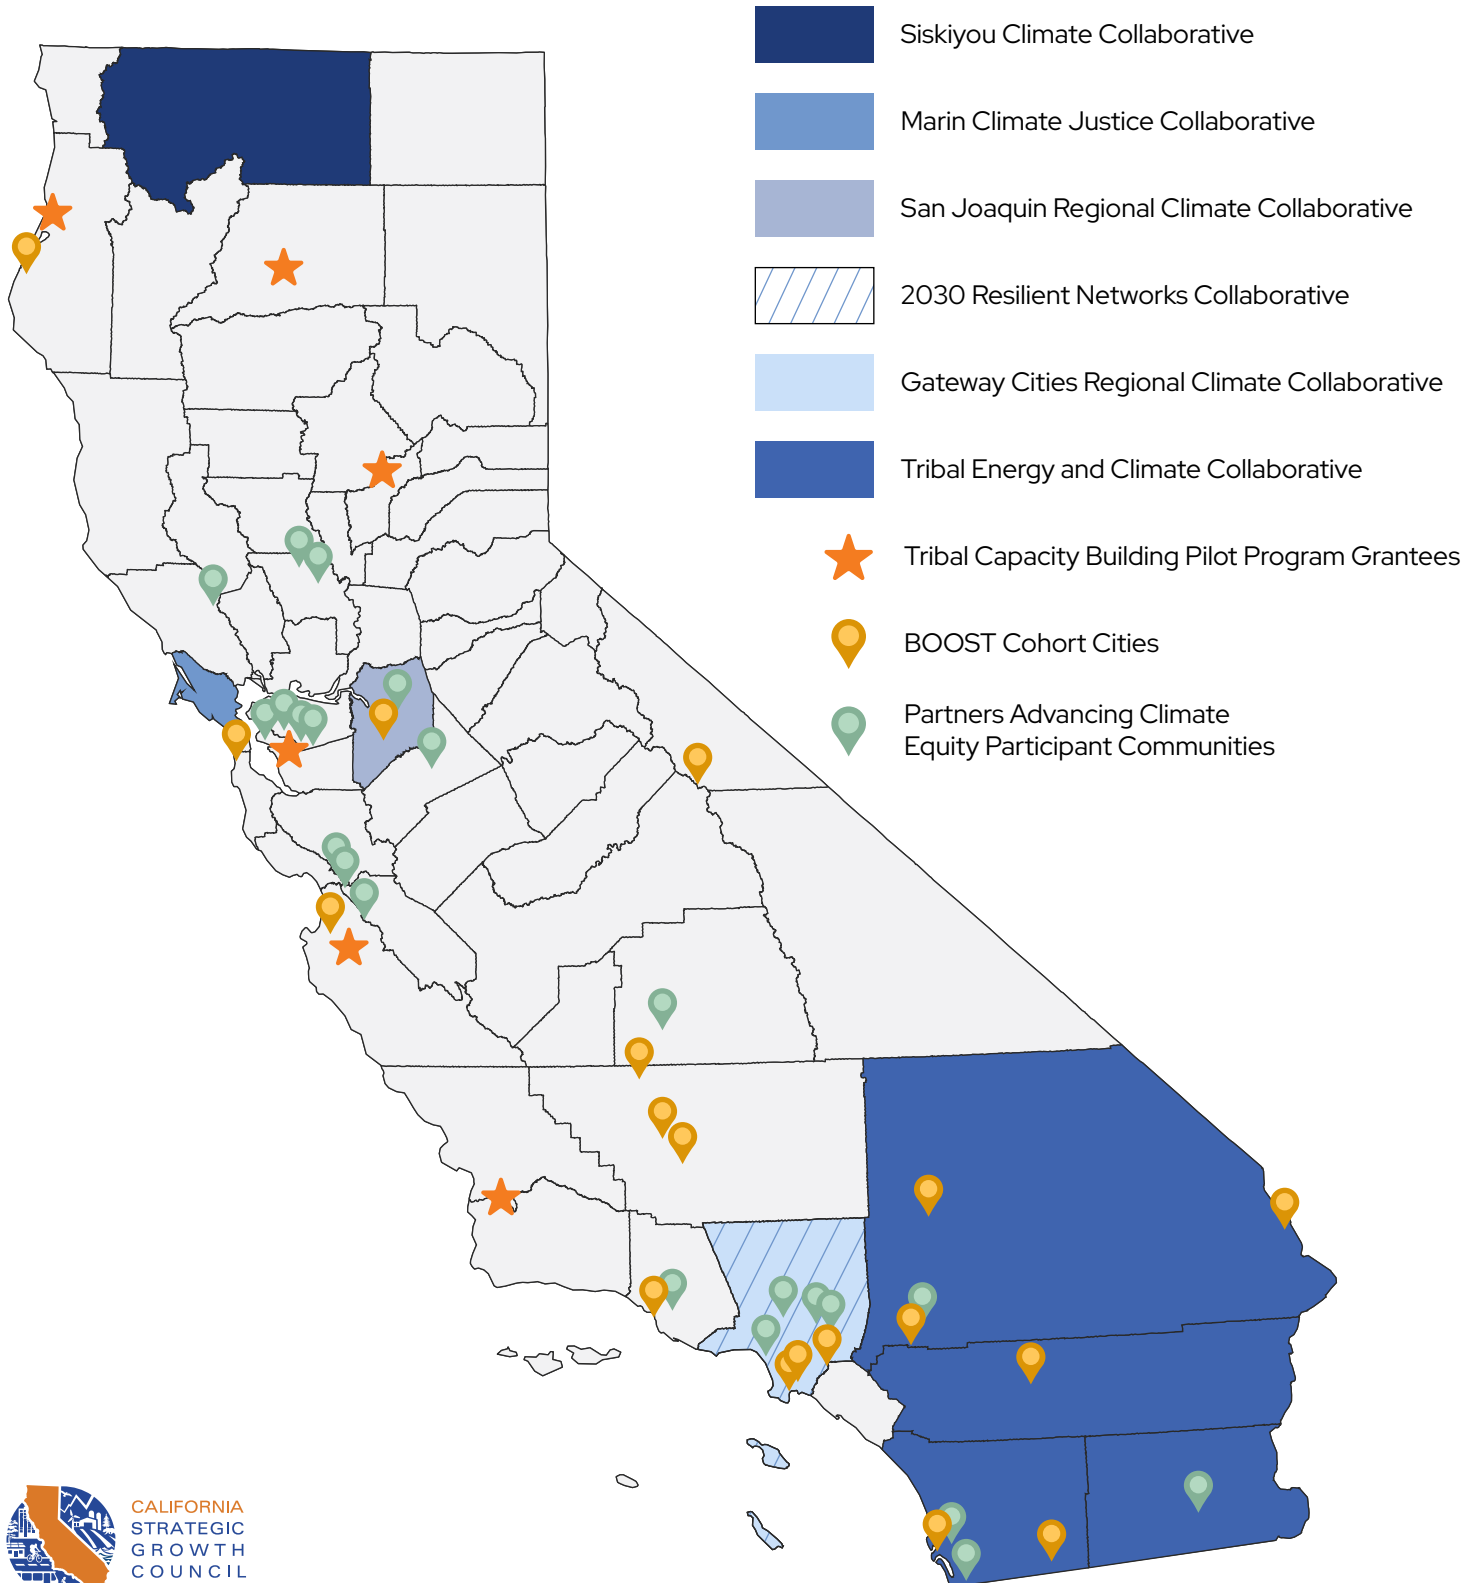 Siskiyou Climate Collaborative
Marin Climate Justice Collaborative
San Joaquin Regional Climate Collaborative
2030 Resilient Networks Collaborative
Gateway Cities Regional Climate Collaborative
Tribal Energy and Climate Collaborative
Tribal Capacity Building Pilot Program Grantees
BOOST Cohort Cities
Partners Advancing Climate
Equity Participant Communities
CALIFORNIA
STRATEGIC
GROWTH
COUNCIL